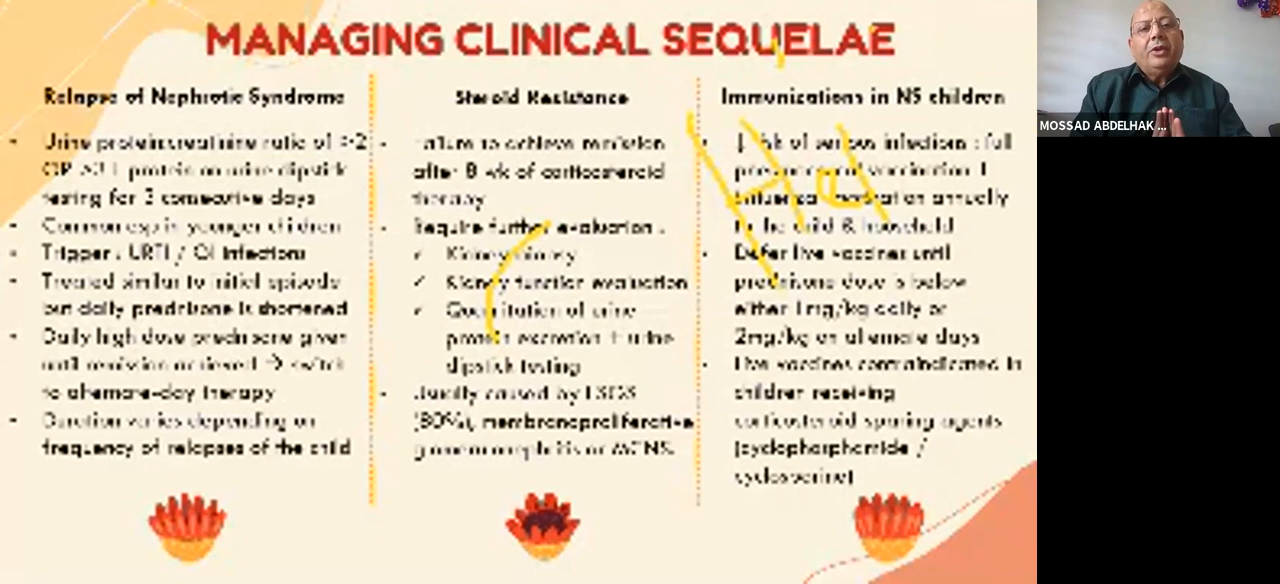 MANAGING CLINICAL SEQUELAE
Relapse of Nephrotic Syndrome
• Urine protein:creatinine ratio of >2
OR >3+ protein on urine dipstick
testing for 3 consecutive days
• Common esp in younger children
• Trigger : URTI / GI infections
• Treated similar to initial episode
but daily prednisone is shortened
• Daily high dose prednisone given
until remission achieved → switch
to alternate-day therapy
• Duration varies depending on
frequency of relapses of the child
Steroid Resistance
• Failure to achieve remission
after 8 wk of corticosteroid
therapy
• Require further evaluation :
✓ Kidney biopsy
✓ Kidney function evaluation
✓ Quantitation of urine
protein excretion + urine
dipstick testing
• Usually caused by FSGS
(80%), membranoproliferative
glomerulonephritis or MCNS
Immunizations in NS children
• ↓ risk of serious infections : full
pneumococcal vaccination +
influenza vaccination annually
to the child & household
• Defer live vaccines until
prednisone dose is below
either 1mg/kg daily or
2mg/kg on alternate days
• Live vaccines contraindicated in
children receiving
corticosteroid-sparing agents
(cyclophosphamide /
cyclosporine)
MOSSAD ABDELHAK ...